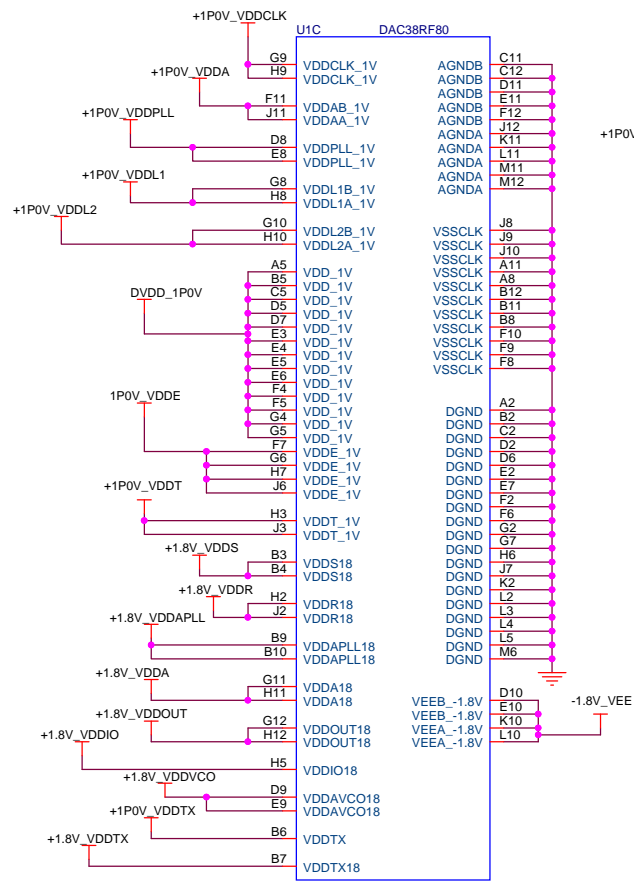 +1P0V_VDDCLK
U1C DAC38RF80
G9 VDDCLK_1V AGNDB C11
H9 VDDCLK_1V AGNDB C12
+1P0V_VDDA
AGNDB D11
F11 VDDAB_1V AGNDB E11
J11 VDDAA_1V AGNDB F12
+1P0V_VDDPLL
AGNDA J12
+1P0V
D8 VDDPLL_1V AGNDA K11
E8 VDDPLL_1V AGNDA L11
+1P0V_VDDL1
AGNDA M11
G8 VDDL1B_1V AGNDA M12
H8 VDDL1A_1V
+1P0V_VDDL2
G10 VDDL2B_1V VSSCLK J8
H10 VDDL2A_1V VSSCLK J9
VSSCLK J10
A5 VDD_1V VSSCLK A11
B5 VDD_1V VSSCLK A8
C5 VDD_1V VSSCLK B12
DVDD_1P0V
D5 VDD_1V VSSCLK B11
D7 VDD_1V VSSCLK B8
E3 VDD_1V VSSCLK F10
E4 VDD_1V VSSCLK F9
E5 VDD_1V VSSCLK F8
E6 VDD_1V
F4 VDD_1V
1P0V_VDDE
F5 VDD_1V DGND A2
G4 VDD_1V DGND B2
G5 VDD_1V DGND C2
F7 VDDE_1V DGND D2
G6 VDDE_1V DGND D6
H7 VDDE_1V DGND E2
J6 VDDE_1V DGND E7
+1P0V_VDDT
DGND F2
H3 VDDT_1V DGND F6
J3 VDDT_1V DGND G2
+1.8V_VDDS
DGND G7
B3 VDDS18 DGND H6
B4 VDDS18 DGND J7
+1.8V_VDDR
DGND K2
H2 VDDR18 DGND L2
J2 VDDR18 DGND L3
+1.8V_VDDAPLL
DGND L4
B9 VDDAPLL18 DGND L5
B10 VDDAPLL18 DGND M6
+1.8V_VDDA
G11 VDDA18
H11 VDDA18 VEEB_-1.8V D10
-1.8V_VEE
+1.8V_VDDOUT
VEEB_-1.8V E10
G12 VDDOUT18 VEEA_-1.8V K10
H12 VDDOUT18 VEEA_-1.8V L10
+1.8V_VDDIO
H5 VDDIO18
+1.8V_VDDVCO
D9 VDDAVCO18
E9 VDDAVCO18
+1P0V_VDDTX
B6 VDDTX
+1.8V_VDDTX
B7 VDDTX18